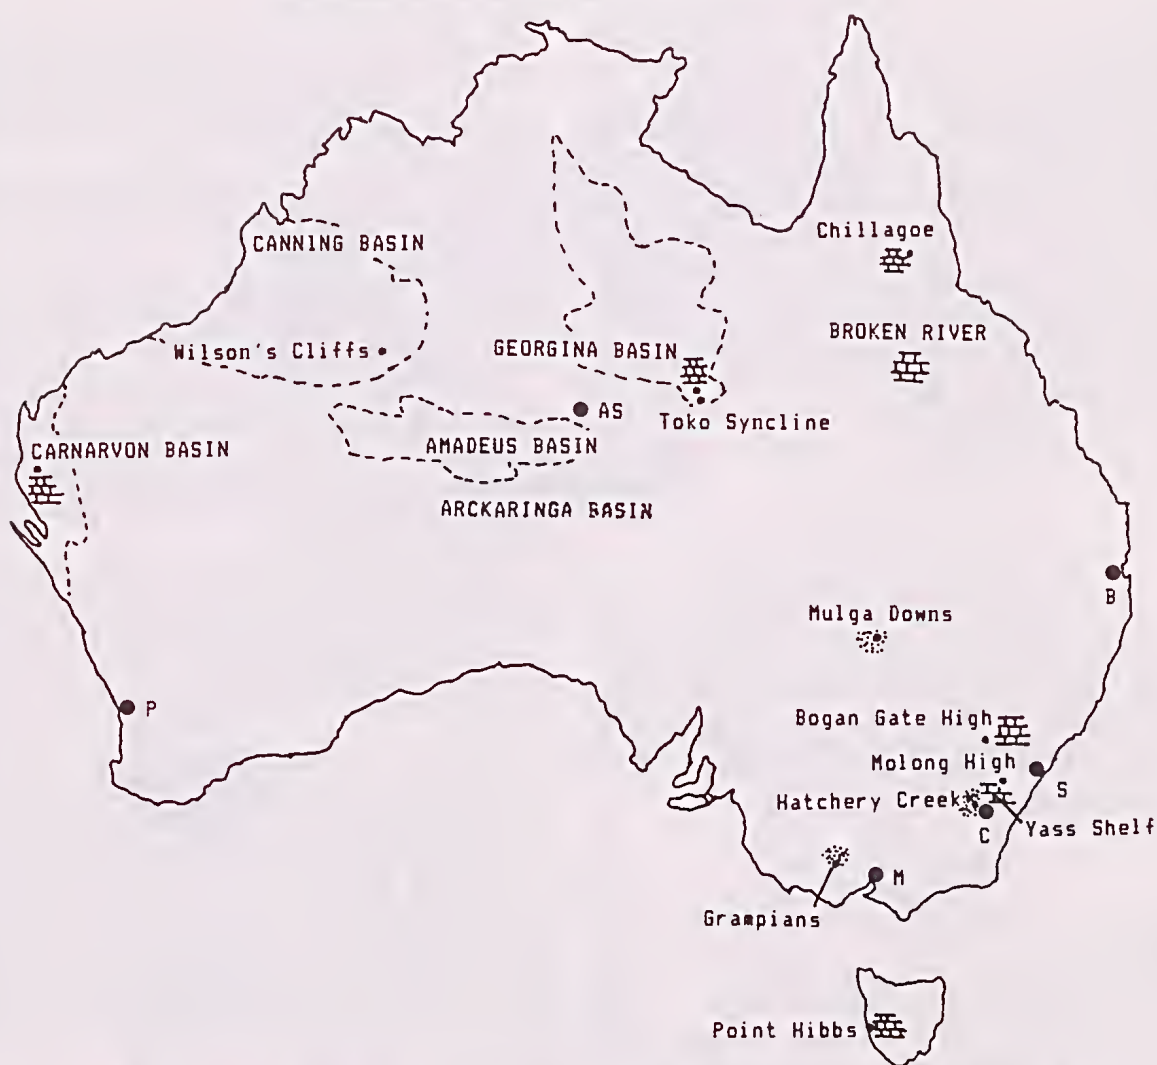 Chillagoe
CANNING BASIN
BROKEN RIVER
Wilson's Cliffs
GEORGINA BASIN
AS
Toko Syncline
CARNARVON BASIN
AMADEUS BASIN
ARCKARINGA BASIN
B
Mulga Downs
P
Bogan Gate High
Molong High
S
Hatchery Creek
C
Yass Shelf
M
Grampians
Point Hibbs